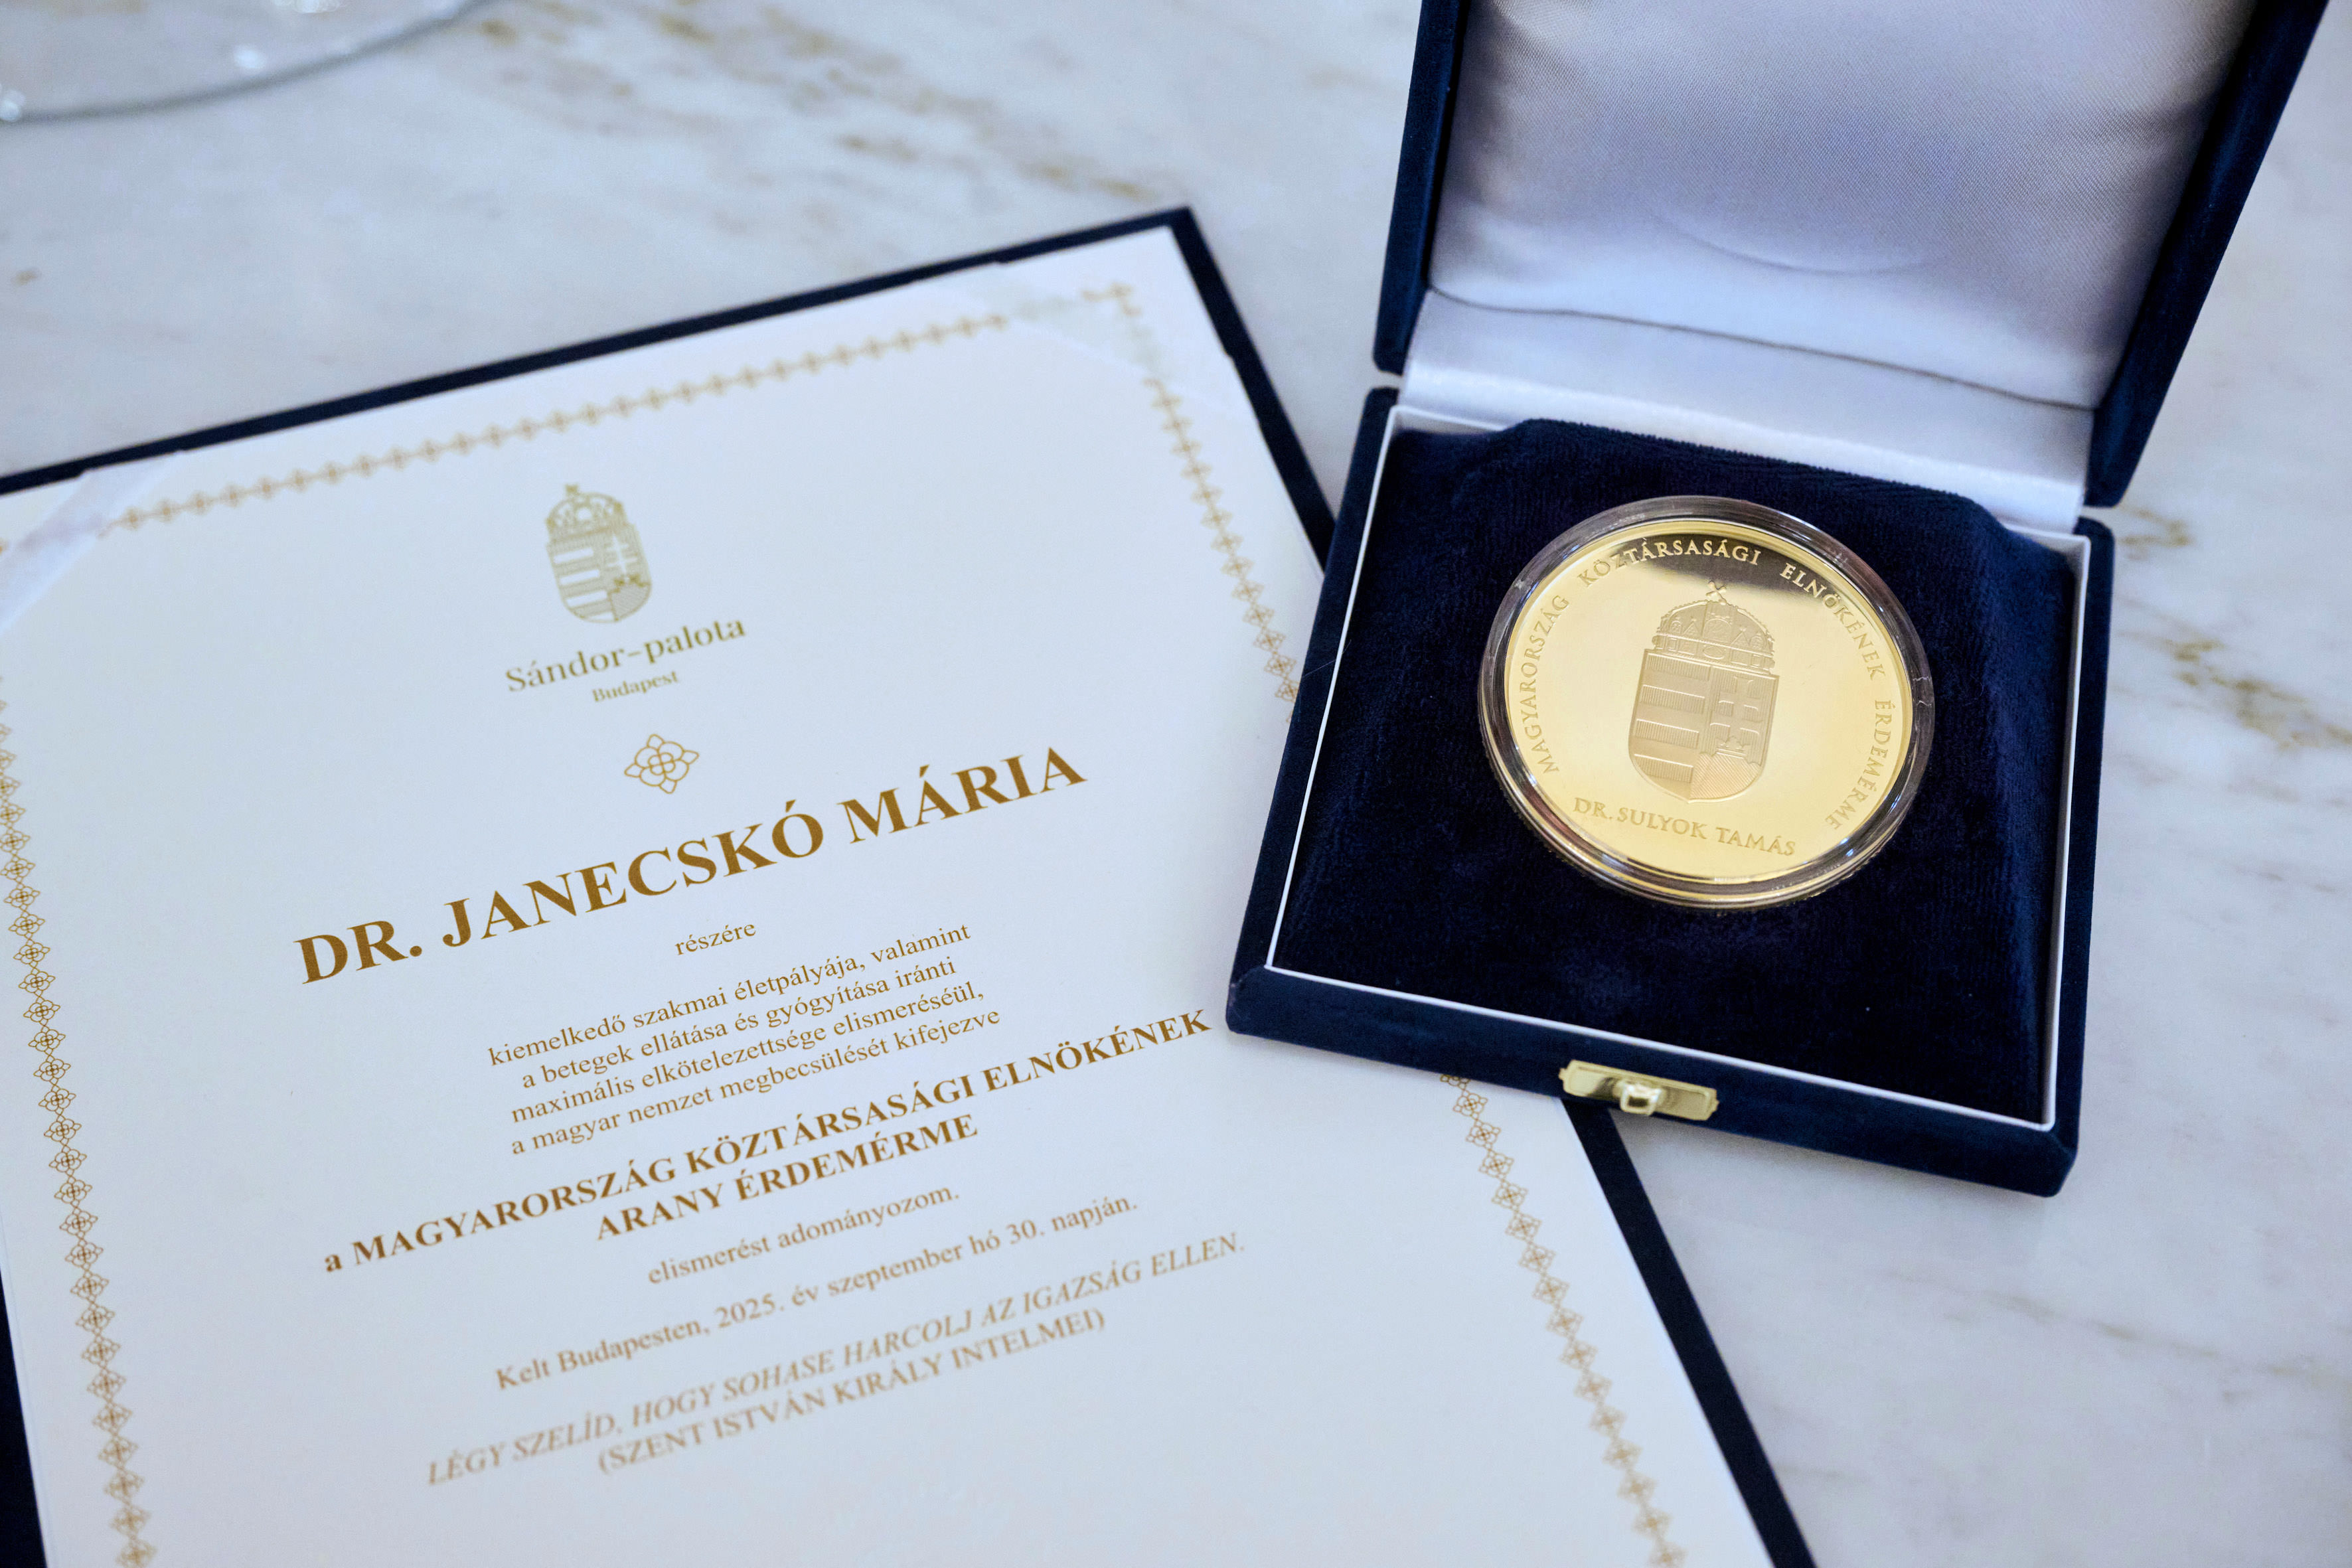 Sándor-palota
Budapest
DR. JANECSKÓ MÁRIA
részére
kiemelkedő szakmai életpályája, valamint
a betegek ellátása és gyógyítása iránti
maximális elkötelezettsége elismeréséül,
a magyar nemzet megbecsülését kifejezve
a MAGYARORSZÁG KÖZTÁRSASÁGI ELNÖKÉNEK
ARANY ÉRDEMÉRME
elismerést adományozom.
Kelt Budapesten, 2025. év szeptember hó 30. napján.
LÉGY SZELÍD, HOGY SOHASE HARCOLJ AZ IGAZSÁG ELLEN.
(SZENT ISTVÁN KIRÁLY INTELMEI)
MAGYARORSZÁG KÖZTÁRSASÁGI ELNÖKÉNEK ÉRDEMÉRME
DR. SULYOK TAMÁS